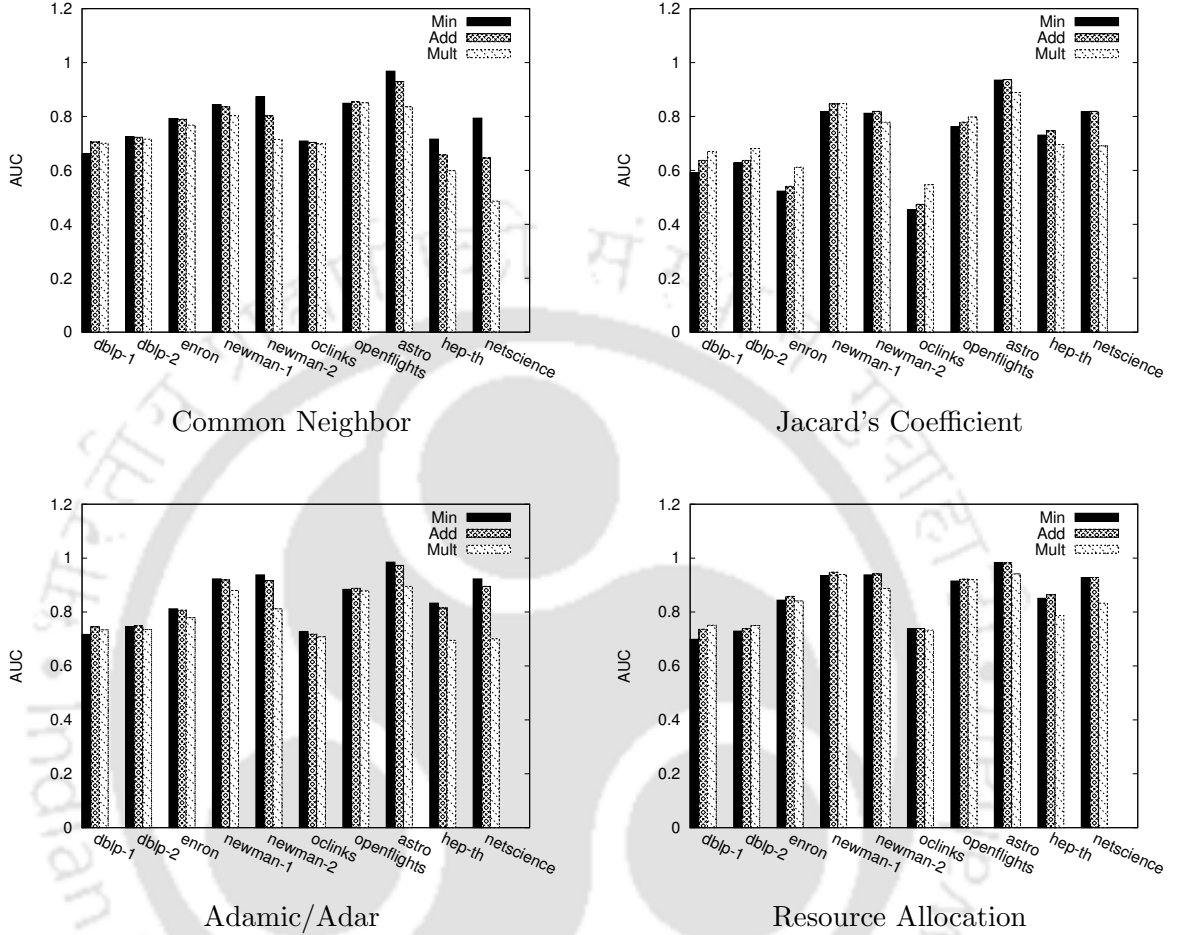 1.2
1
0.8
0.6
0.4
0.2
0
AUC
Min
Add
Mult
dblp-1
dblp-2
enron
newman-1
newman-2
oclinks
openflights
astro
hep-th
netscience
Common Neighbor
1.2
1
0.8
0.6
0.4
0.2
0
AUC
Min
Add
Mult
dblp-1
dblp-2
enron
newman-1
newman-2
oclinks
openflights
astro
hep-th
netscience
Jacard's Coefficient
1.2
1
0.8
0.6
0.4
0.2
0
AUC
Min
Add
Mult
dblp-1
dblp-2
enron
newman-1
newman-2
oclinks
openflights
astro
hep-th
netscience
Adamic/Adar
1.2
1
0.8
0.6
0.4
0.2
0
AUC
Min
Add
Mult
dblp-1
dblp-2
enron
newman-1
newman-2
oclinks
openflights
astro
hep-th
netscience
Resource Allocation
Indian